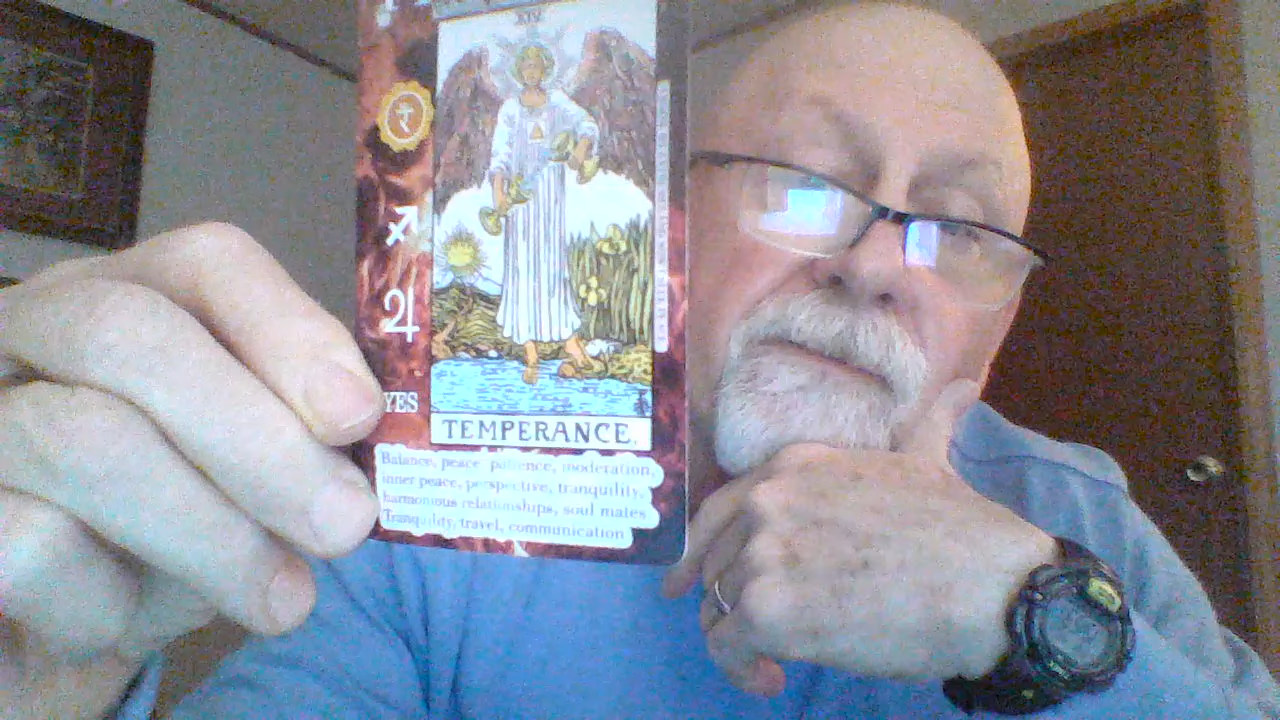 XIV
र
YES
TEMPERANCE.
Balance, peace patience, moderation,
inner peace, perspective, tranquility,
harmonious relationships, soul mates
Tranquility, travel, communication